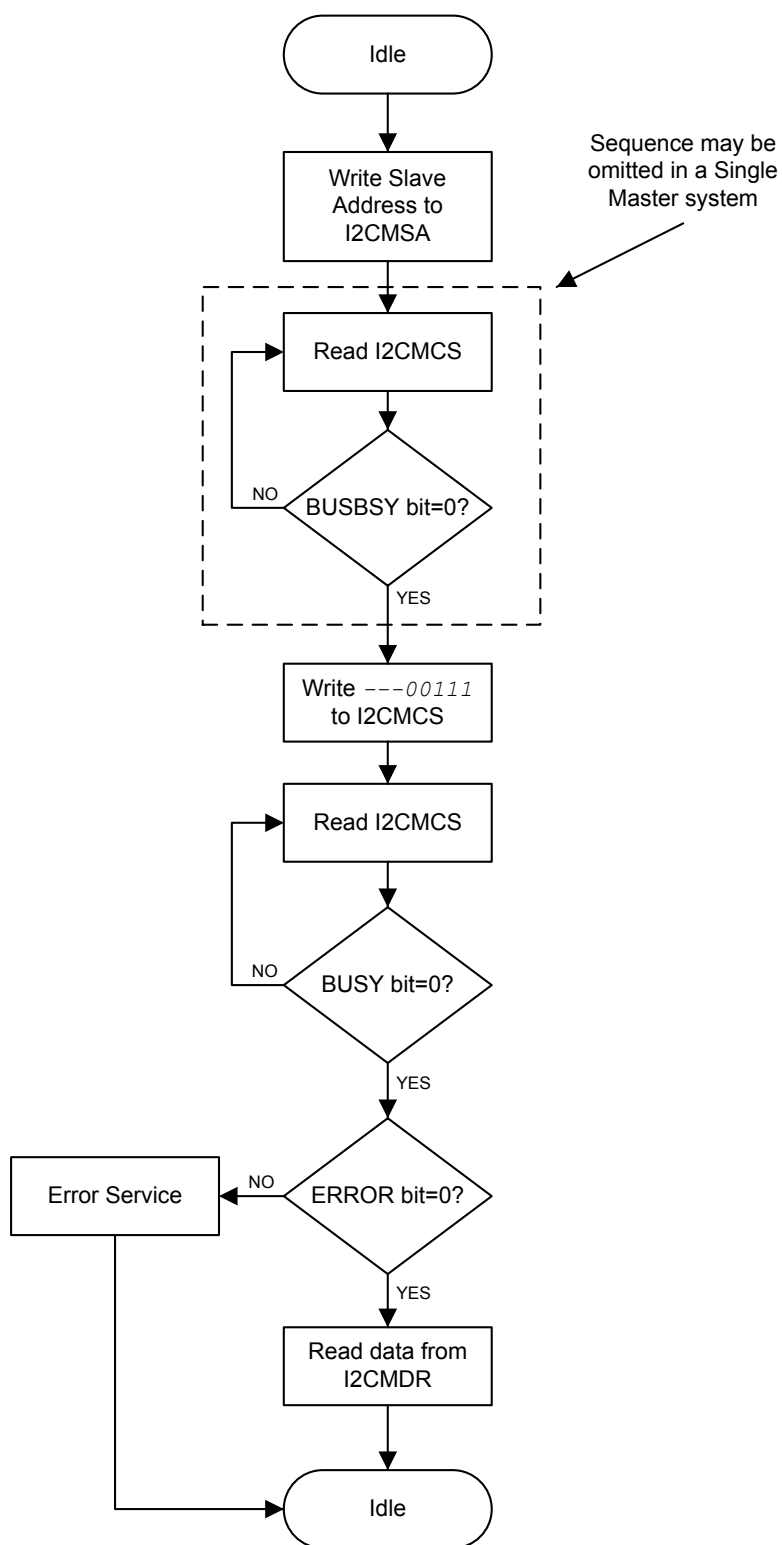 Idle
Sequence may be
omitted in a Single
Master system
Write Slave
Address to
I2CMSA
Read I2CMCS
NO
BUSBSY bit=0?
YES
Write ---00111
to I2CMCS
Read I2CMCS
NO
BUSY bit=0?
YES
Error Service
NO
ERROR bit=0?
YES
Read data from
I2CMDR
Idle